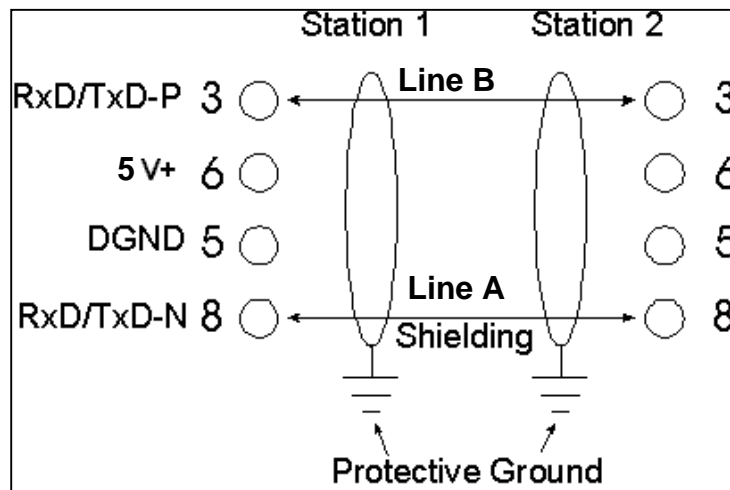 Station 1 Station 2
RxD/TxD-P 3 Line B 3
5 V+ 6 6
DGND 5 5
RxD/TxD-N 8 Line A 8
Shielding
Protective Ground